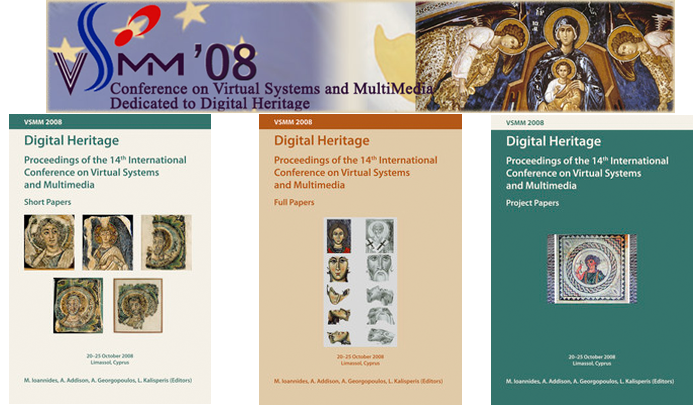 VSMM '08
Conference on Virtual Systems and MultiMedia
Dedicated to Digital Heritage
VSMM 2008
Digital Heritage
Proceedings of the 14th International
Conference on Virtual Systems
and Multimedia
Short Papers
20–25 October 2008
Limassol, Cyprus
M. Ioannides, A. Addison, A. Georgopoulos, L. Kalisperis (Editors)
VSMM 2008
Digital Heritage
Proceedings of the 14th International
Conference on Virtual Systems
and Multimedia
Full Papers
20–25 October 2008
Limassol, Cyprus
M. Ioannides, A. Addison, A. Georgopoulos, L. Kalisperis (Editors)
VSMM 2008
Digital Heritage
Proceedings of the 14th International
Conference on Virtual Systems
and Multimedia
Project Papers
20–25 October 2008
Limassol, Cyprus
M. Ioannides, A. Addison, A. Georgopoulos, L. Kalisperis (Editors)